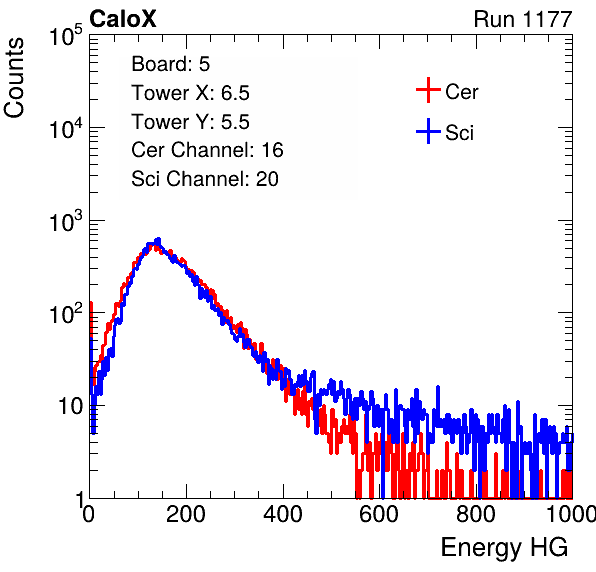 CaloX Run 1177
Counts
10^5
10^4
10^3
10^2
10
1
Board: 5
Tower X: 6.5
Tower Y: 5.5
Cer Channel: 16
Sci Channel: 20
Cer
Sci
0 200 400 600 800 1000
Energy HG